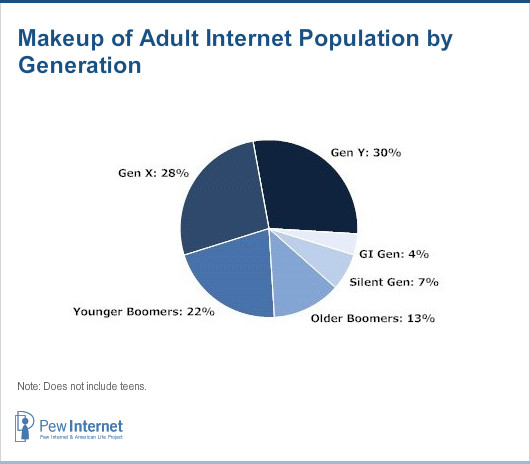 Makeup of Adult Internet Population by
Generation
Gen Y: 30%
Gen X: 28%
GI Gen: 4%
Silent Gen: 7%
Younger Boomers: 22%
Older Boomers: 13%
Note: Does not include teens.
Pew Internet
Pew Internet & American Life Project